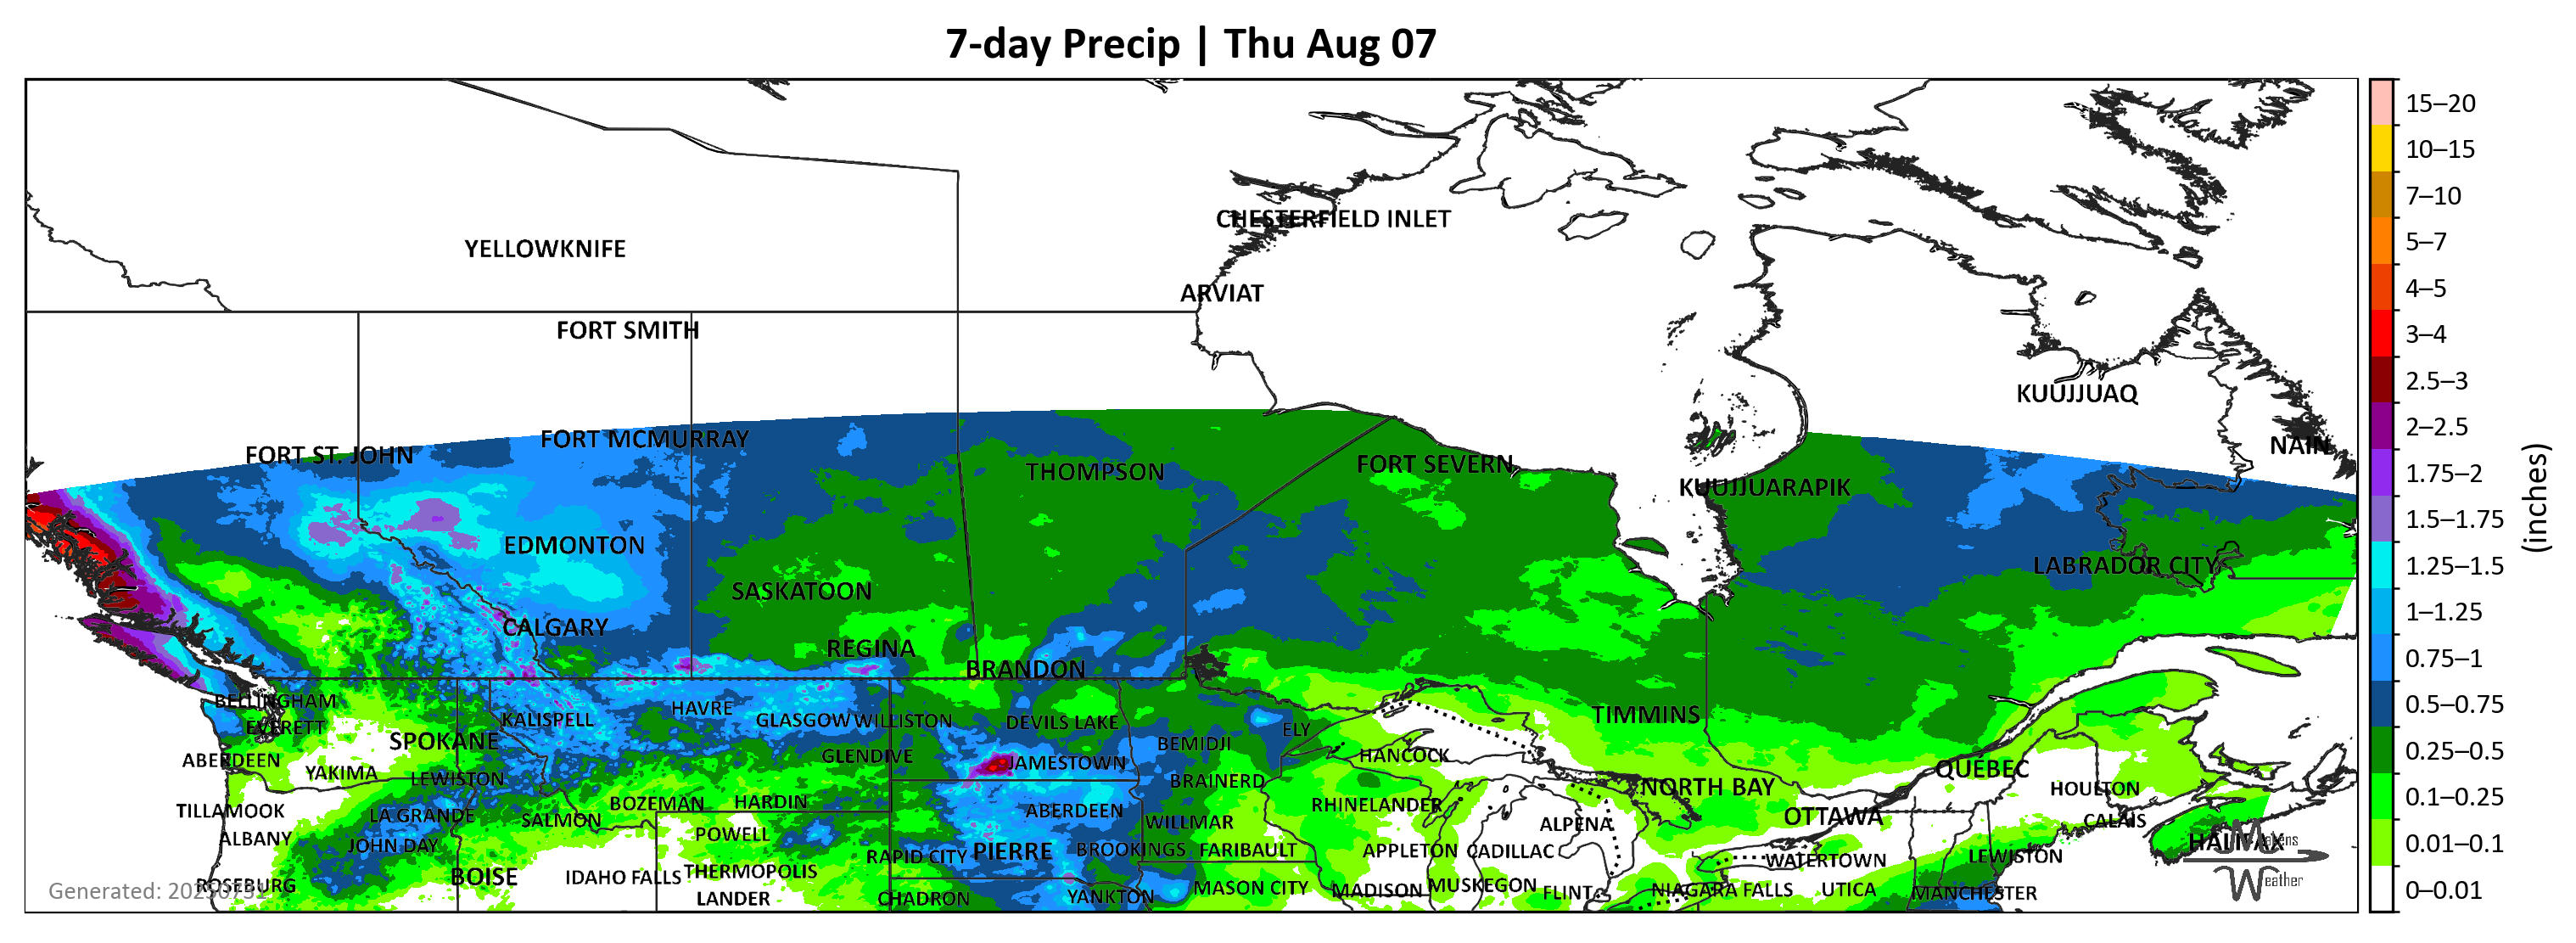 7-day Precip | Thu Aug 07
CHESTERFIELD INLET
YELLOWKNIFE
ARVIAT
FORT SMITH
KUUJJUAQ
FORT MCMURRAY
NAIN
FORT ST. JOHN
FORT SEVERN
THOMPSON
KUUJJUARAPIK
EDMONTON
LABRADOR CITY
SASKATOON
CALGARY
REGINA
BRANDON
BELLINGHAM
HAVRE
TIMMINS
KALISPELL
GLASGOW
WILLISTON
DEVILS LAKE
EVERETT
ELY
SPOKANE
BEMIDJI
HANCOCK
GLENDIVE
ABERDEEN
JAMESTOWN
QUÉBEC
YAKIMA
LEWISTON
BRAINERD
NORTH BAY
HOULTON
BOZEMAN
HARDIN
RHINELANDER
TILLAMOOK
LA GRANDE
SALMON
ABERDEEN
WILLMAR
ALPENA
OTTAWA
CALAIS
ALBANY
POWELL
JOHN DAY
HALIFAX
RAPID CITY
PIERRE
BROOKINGS
FARIBAULT
APPLETON
CADILLAC
WATERTOWN
LEWISTON
BOISE
IDAHO FALLS
THERMOPOLIS
ROSEBURG
MASON CITY
MADISON
MUSKEGON
FLINT
NIAGARA FALLS
UTICA
MANCHESTER
LANDER
CHADRON
YANKTON
Weather
15–20
10–15
7–10
5–7
4–5
3–4
2.5–3
2–2.5
1.75–2
1.5–1.75
1.25–1.5
1–1.25
0.75–1
0.5–0.75
0.25–0.5
0.1–0.25
0.01–0.1
0–0.01
(inches)
Generated: